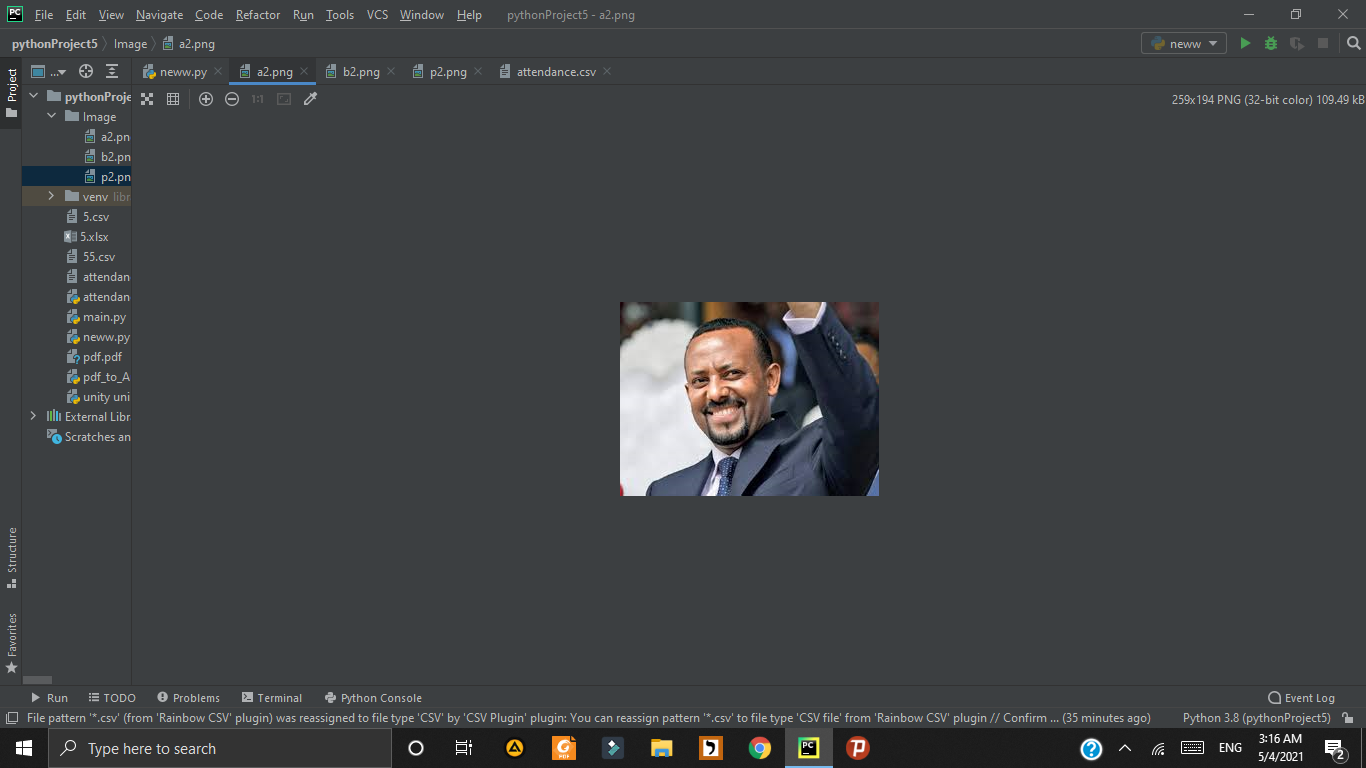 PC File Edit View Navigate Code Refactor Run Tools VCS Window Help pythonProject5 - a2.png
pythonProject5 Image a2.png neww
... neww.py a2.png b2.png p2.png attendance.csv
Project
pythonProje
1:1
259x194 PNG (32-bit color) 109.49 kB
Image
a2.pn
b2.pn
p2.pn
venv libr
5.csv
5.xlsx
55.csv
attendan
attendan
main.py
neww.py
pdf.pdf
pdf_to_A
unity uni
External Libr
Scratches an
Structure
Favorites
Run TODO Problems Terminal Python Console Event Log
File pattern '*.csv' (from 'Rainbow CSV' plugin) was reassigned to file type 'CSV' by 'CSV Plugin' plugin: You can reassign pattern '*.csv' to file type 'CSV file' from 'Rainbow CSV' plugin // Confirm ... (35 minutes ago) Python 3.8 (pythonProject5)
Type here to search
PDF
PC
ENG
3:16 AM
5/4/2021
2